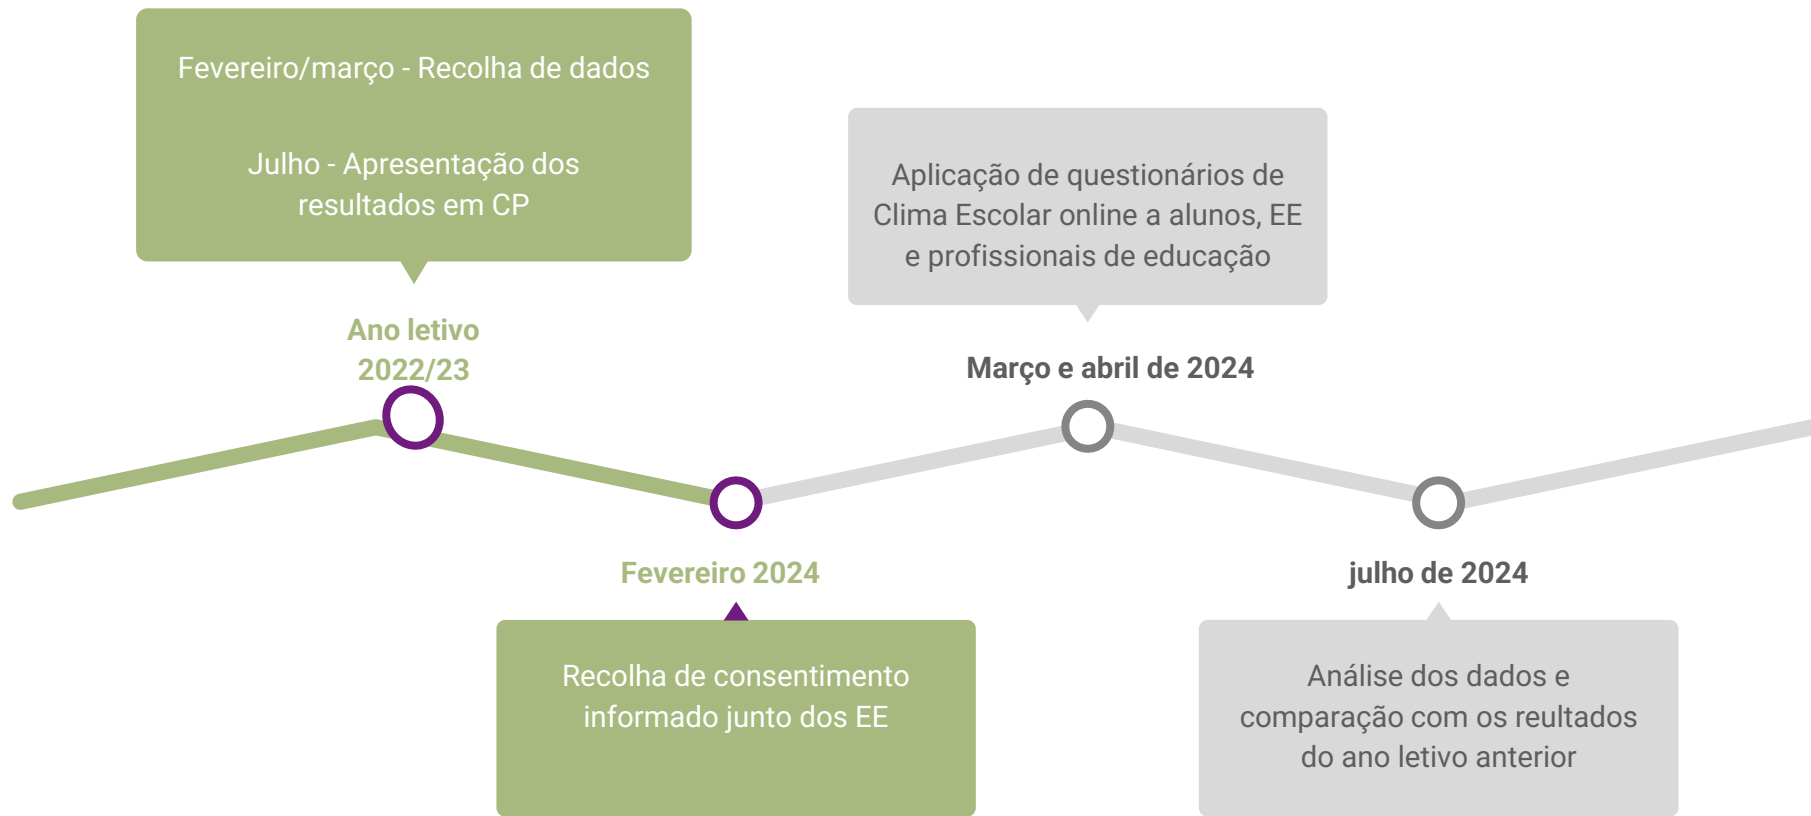 Fevereiro/março - Recolha de dados
Julho - Apresentação dos
resultados em CP
Ano letivo
2022/23
Fevereiro 2024
Recolha de consentimento
informado junto dos EE
Aplicação de questionários de
Clima Escolar online a alunos, EE
e profissionais de educação
Março e abril de 2024
julho de 2024
Análise dos dados e
comparação com os reultados
do ano letivo anterior